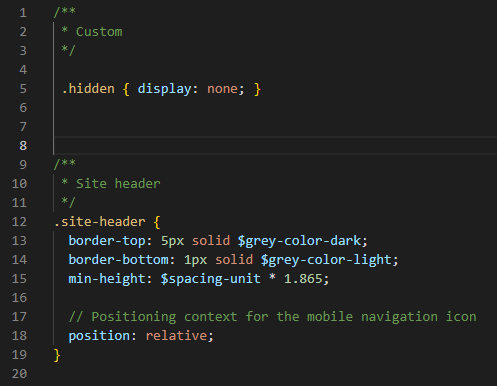 1 /**
2  * Custom
3  */
4
5  .hidden { display: none; }
6
7
8
9 /**
10  * Site header
11  */
12 .site-header {
13   border-top: 5px solid $grey-color-dark;
14   border-bottom: 1px solid $grey-color-light;
15   min-height: $spacing-unit * 1.865;
16
17   // Positioning context for the mobile navigation icon
18   position: relative;
19 }
20